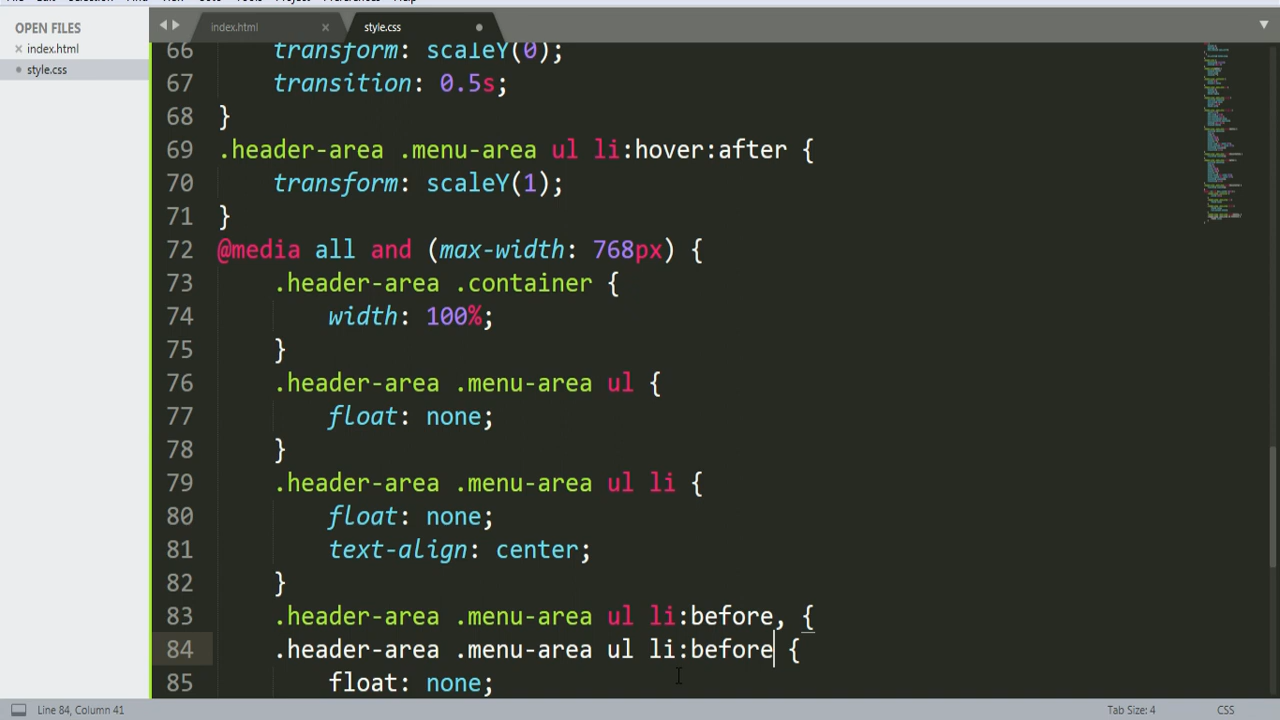 OPEN FILES
index.html
style.css
index.html
style.css
66 transform: scaleY(0);
67 transition: 0.5s;
68 }
69 .header-area .menu-area ul li:hover:after {
70 transform: scaleY(1);
71 }
72 @media all and (max-width: 768px) {
73 .header-area .container {
74 width: 100%;
75 }
76 .header-area .menu-area ul {
77 float: none;
78 }
79 .header-area .menu-area ul li {
80 float: none;
81 text-align: center;
82 }
83 .header-area .menu-area ul li:before, {
84 .header-area .menu-area ul li:before {
85 float: none;
Line 84, Column 41
Tab Size: 4
CSS